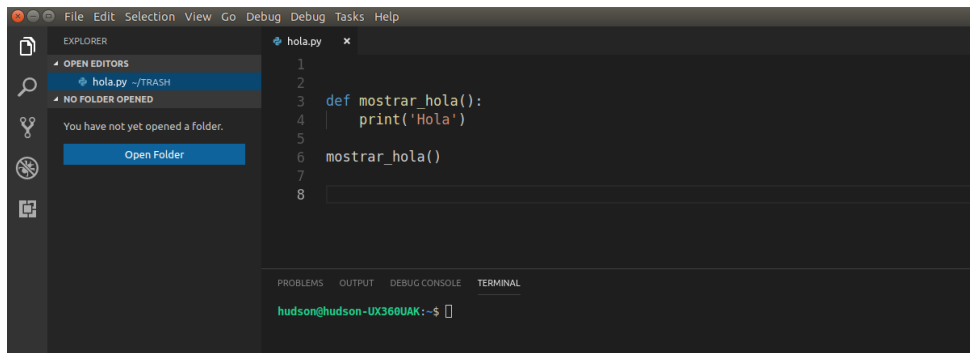 File Edit Selection View Go Debug Debug Tasks Help
EXPLORER
OPEN EDITORS
hola.py ~/TRASH
NO FOLDER OPENED
You have not yet opened a folder.
Open Folder
hola.py ×
1
2
3 def mostrar_hola():
4 print('Hola')
5
6 mostrar_hola()
7
8
PROBLEMS OUTPUT DEBUG CONSOLE TERMINAL
hudson@hudson-UX360UAK:~$